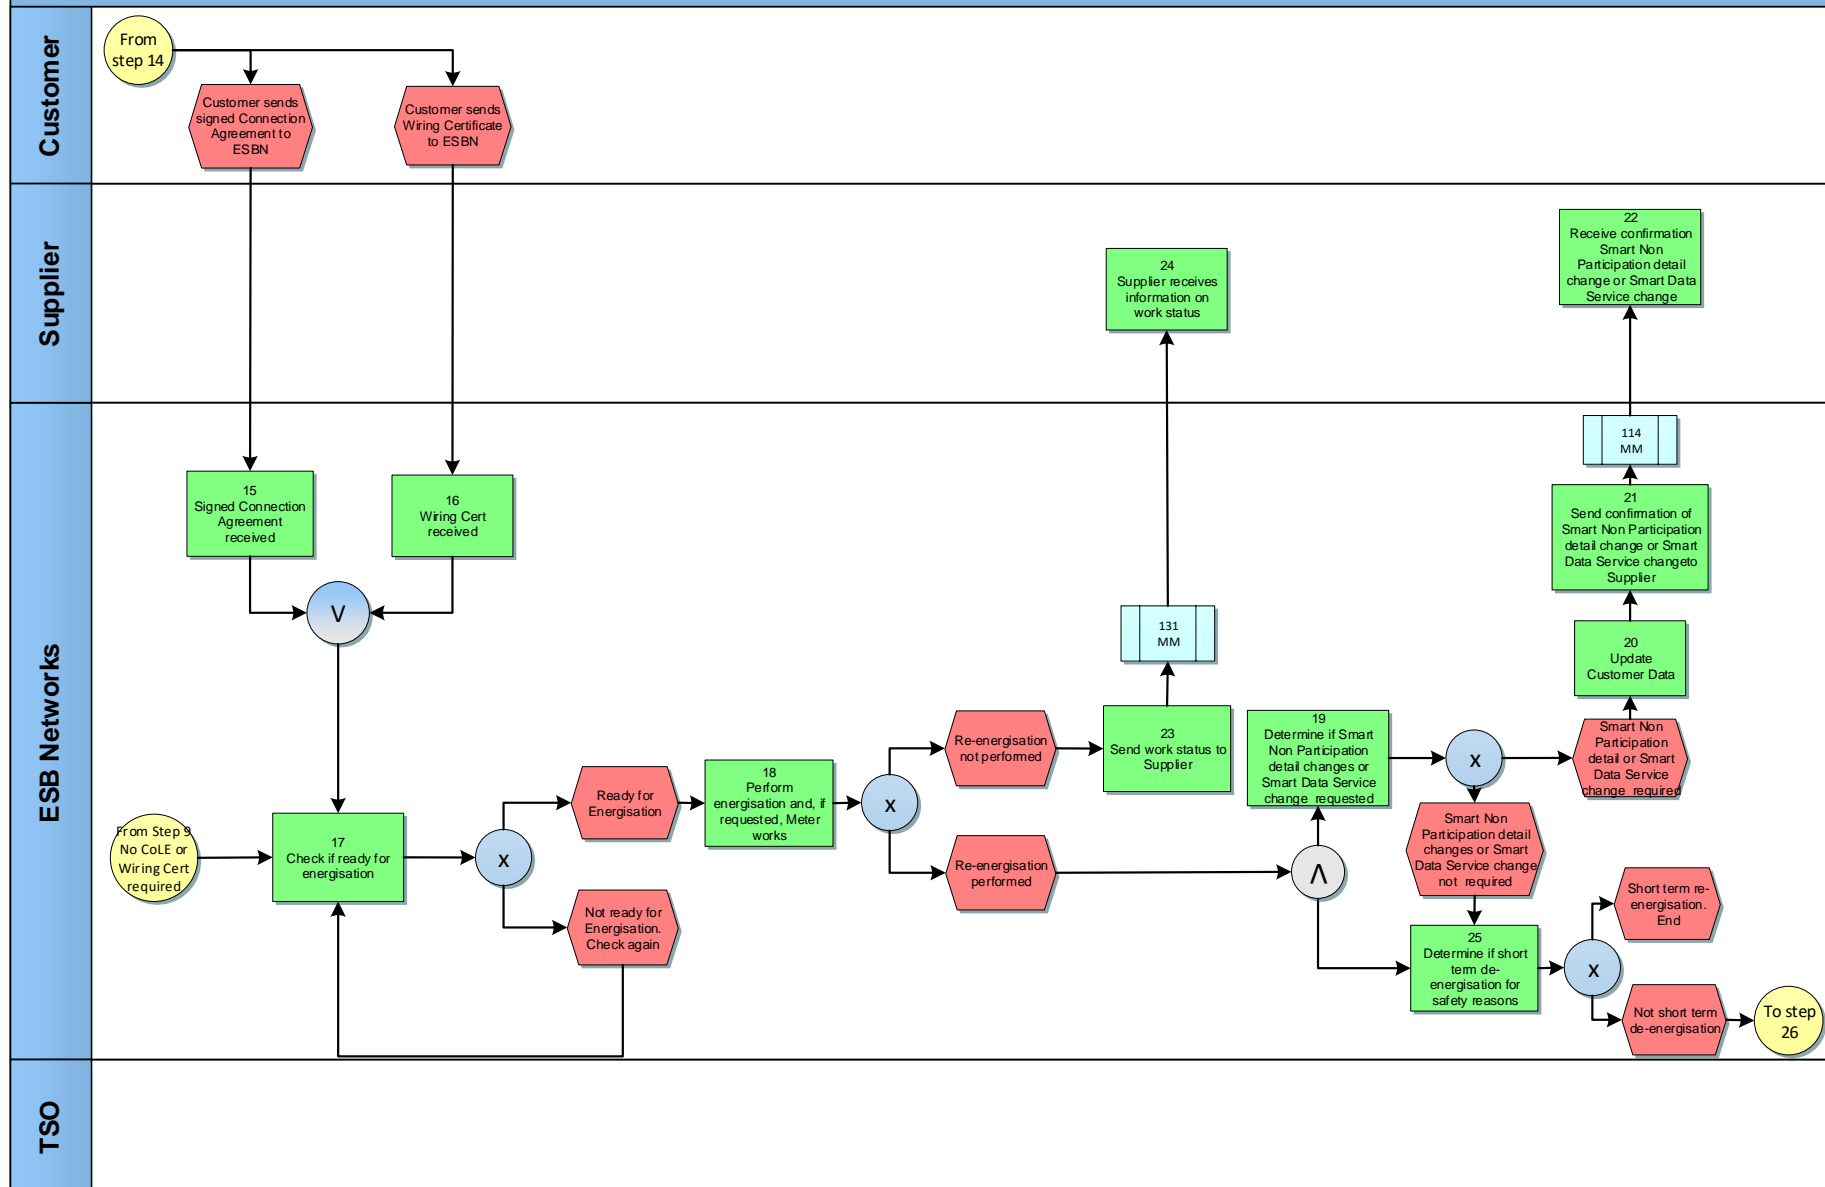 Customer
From
step 14
Customer sends
signed Connection
Agreement to
ESBN
Customer sends
Wiring Certificate
to ESBN
Supplier
24
Supplier receives
information on
work status
22
Receive confirmation
Smart Non
Participation detail
change or Smart Data
Service change
ESB Networks
15
Signed Connection
Agreement
received
16
Wiring Cert
received
V
114
MM
21
Send confirmation of
Smart Non Participation
detail change or Smart
Data Service changeto
Supplier
131
MM
20
Update
Customer Data
From Step 9
No CoLE or
Wiring Cert
required
17
Check if ready for
energisation
x
Ready for
Energisation
Not ready for
Energisation.
Check again
18
Perform
energisation and, if
requested, Meter
works
x
Re-energisation
not performed
Re-energisation
performed
23
Send work status to
Supplier
19
Determine if Smart
Non Participation
detail changes or
Smart Data Service
change requested
Λ
x
Smart Non
Participation
detail or Smart
Data Service
change required
Smart Non
Participation detail
changes or Smart
Data Service change
not required
25
Determine if short
term de-
energisation for
safety reasons
x
Short term re-
energisation.
End
Not short term
de-energisation
To step
26
TSO